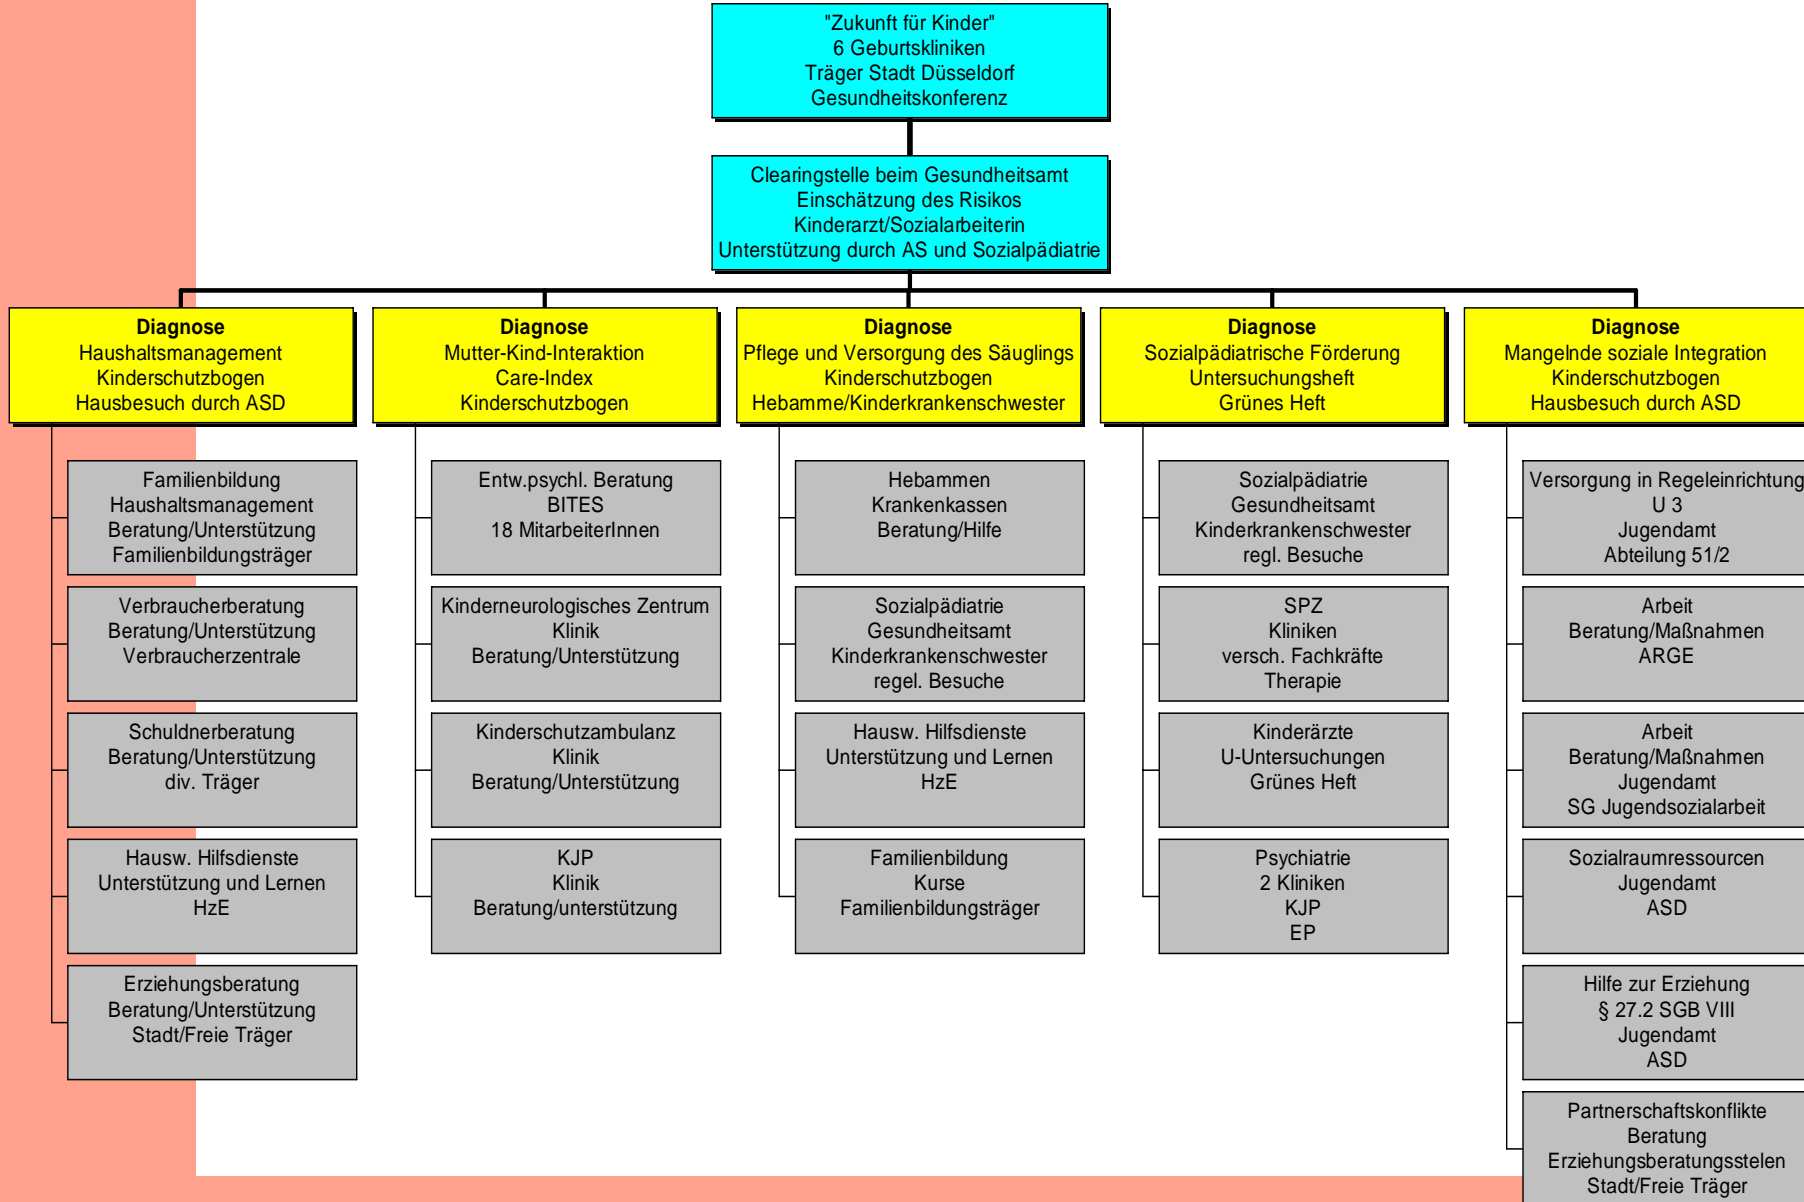 "Zukunft für Kinder"
6 Geburtskliniken
Träger Stadt Düsseldorf
Gesundheitskonferenz
Clearingstelle beim Gesundheitsamt
Einschätzung des Risikos
Kinderarzt/Sozialarbeiterin
Unterstützung durch AS und Sozialpädiatrie
Diagnose
Haushaltsmanagement
Kinderschutzbogen
Hausbesuch durch ASD
Familienbildung
Haushaltsmanagement
Beratung/Unterstützung
Familienbildungsträger
Verbraucherberatung
Beratung/Unterstützung
Verbraucherzentrale
Schuldnerberatung
Beratung/Unterstützung
div. Träger
Hausw. Hilfsdienste
Unterstützung und Lernen
HzE
Erziehungsberatung
Beratung/Unterstützung
Stadt/Freie Träger
Diagnose
Mutter-Kind-Interaktion
Care-Index
Kinderschutzbogen
Entw.psychl. Beratung
BITES
18 MitarbeiterInnen
Kinderneurologisches Zentrum
Klinik
Beratung/Unterstützung
Kinderschutzambulanz
Klinik
Beratung/Unterstützung
KJP
Klinik
Beratung/unterstützung
Diagnose
Pflege und Versorgung des Säuglings
Kinderschutzbogen
Hebamme/Kinderkrankenschwester
Hebammen
Krankenkassen
Beratung/Hilfe
Sozialpädiatrie
Gesundheitsamt
Kinderkrankenschwester
regel. Besuche
Hausw. Hilfsdienste
Unterstützung und Lernen
HzE
Familienbildung
Kurse
Familienbildungsträger
Diagnose
Sozialpädiatrische Förderung
Untersuchungsheft
Grünes Heft
Sozialpädiatrie
Gesundheitsamt
Kinderkrankenschwester
regl. Besuche
SPZ
Kliniken
versch. Fachkräfte
Therapie
Kinderärzte
U-Untersuchungen
Grünes Heft
Psychiatrie
2 Kliniken
KJP
EP
Diagnose
Mangelnde soziale Integration
Kinderschutzbogen
Hausbesuch durch ASD
Versorgung in Regeleinrichtung
U 3
Jugendamt
Abteilung 51/2
Arbeit
Beratung/Maßnahmen
ARGE
Arbeit
Beratung/Maßnahmen
Jugendamt
SG Jugendsozialarbeit
Sozialraumressourcen
Jugendamt
ASD
Hilfe zur Erziehung
§ 27.2 SGB VIII
Jugendamt
ASD
Partnerschaftskonflikte
Beratung
Erziehungsberatungsstelen
Stadt/Freie Träger